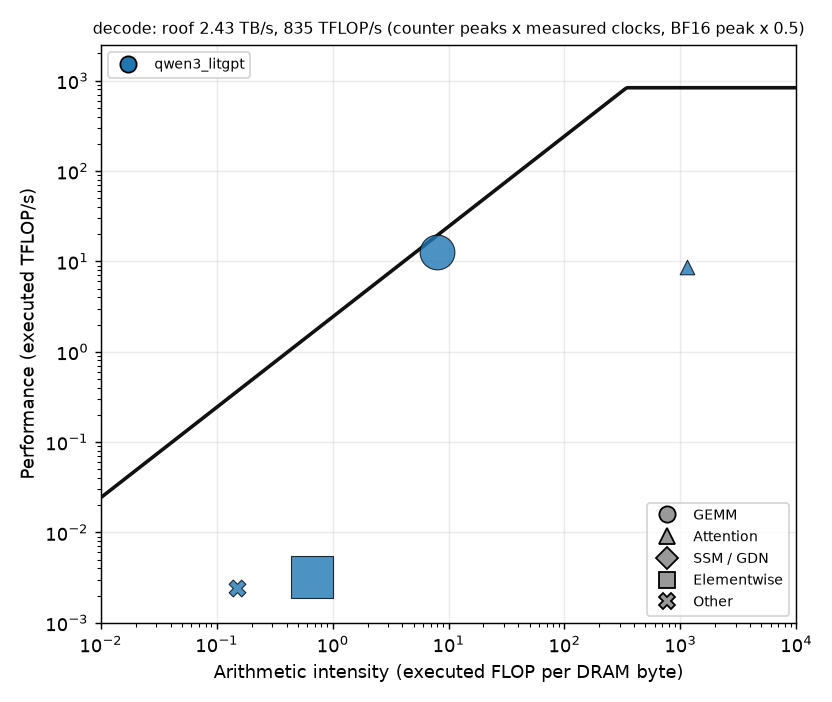 decode: roof 2.43 TB/s, 835 TFLOP/s (counter peaks x measured clocks, BF16 peak x 0.5)
qwen3_litgpt
Performance (executed TFLOP/s)
10³
10²
10¹
10⁰
10⁻¹
10⁻²
10⁻³
GEMM
Attention
SSM / GDN
Elementwise
Other
10⁻² 10⁻¹ 10⁰ 10¹ 10² 10³ 10⁴
Arithmetic intensity (executed FLOP per DRAM byte)